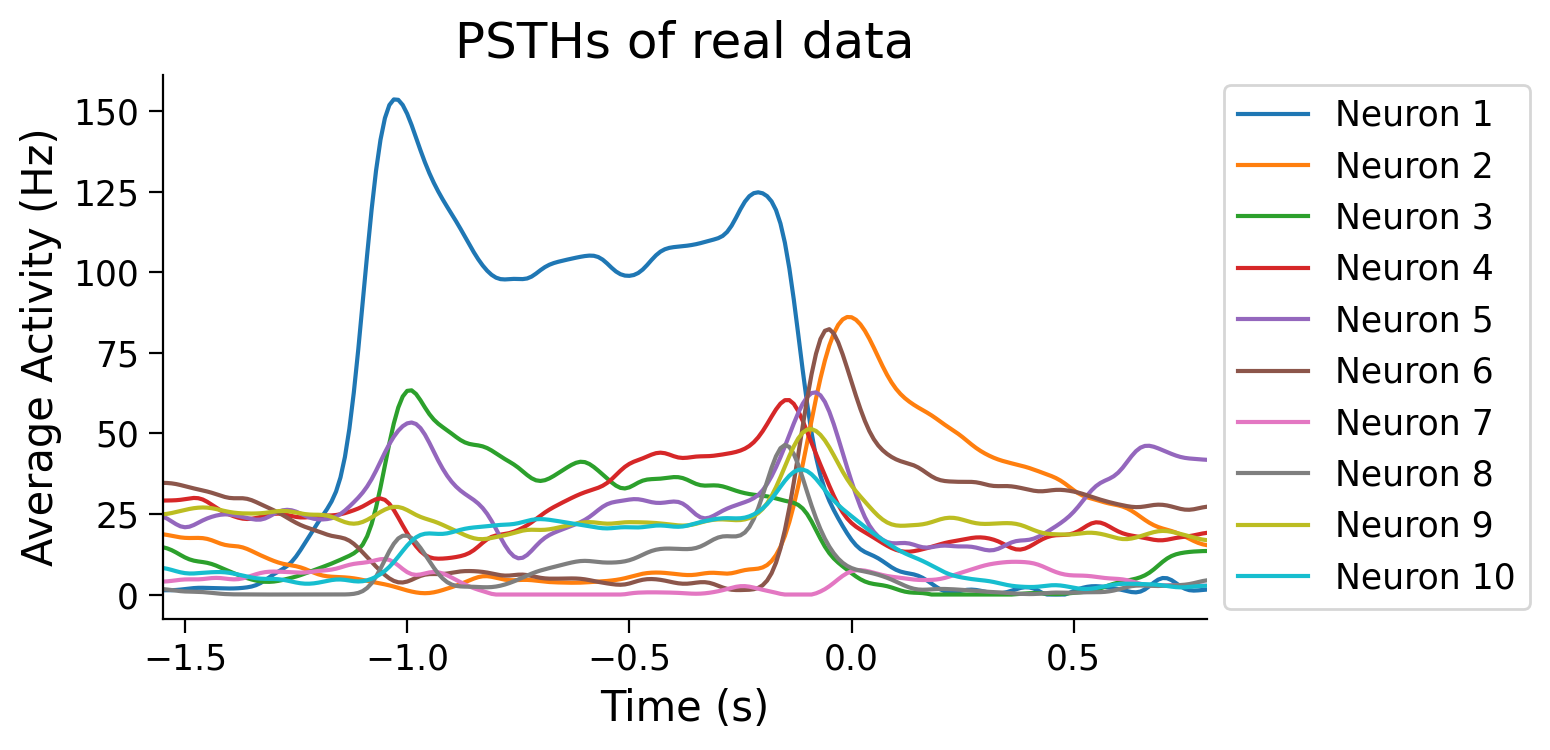 PSTHs of real data
Average Activity (Hz)
150
125
100
75
50
25
0
−1.5
−1.0
−0.5
0.0
0.5
Time (s)
Neuron 1
Neuron 2
Neuron 3
Neuron 4
Neuron 5
Neuron 6
Neuron 7
Neuron 8
Neuron 9
Neuron 10